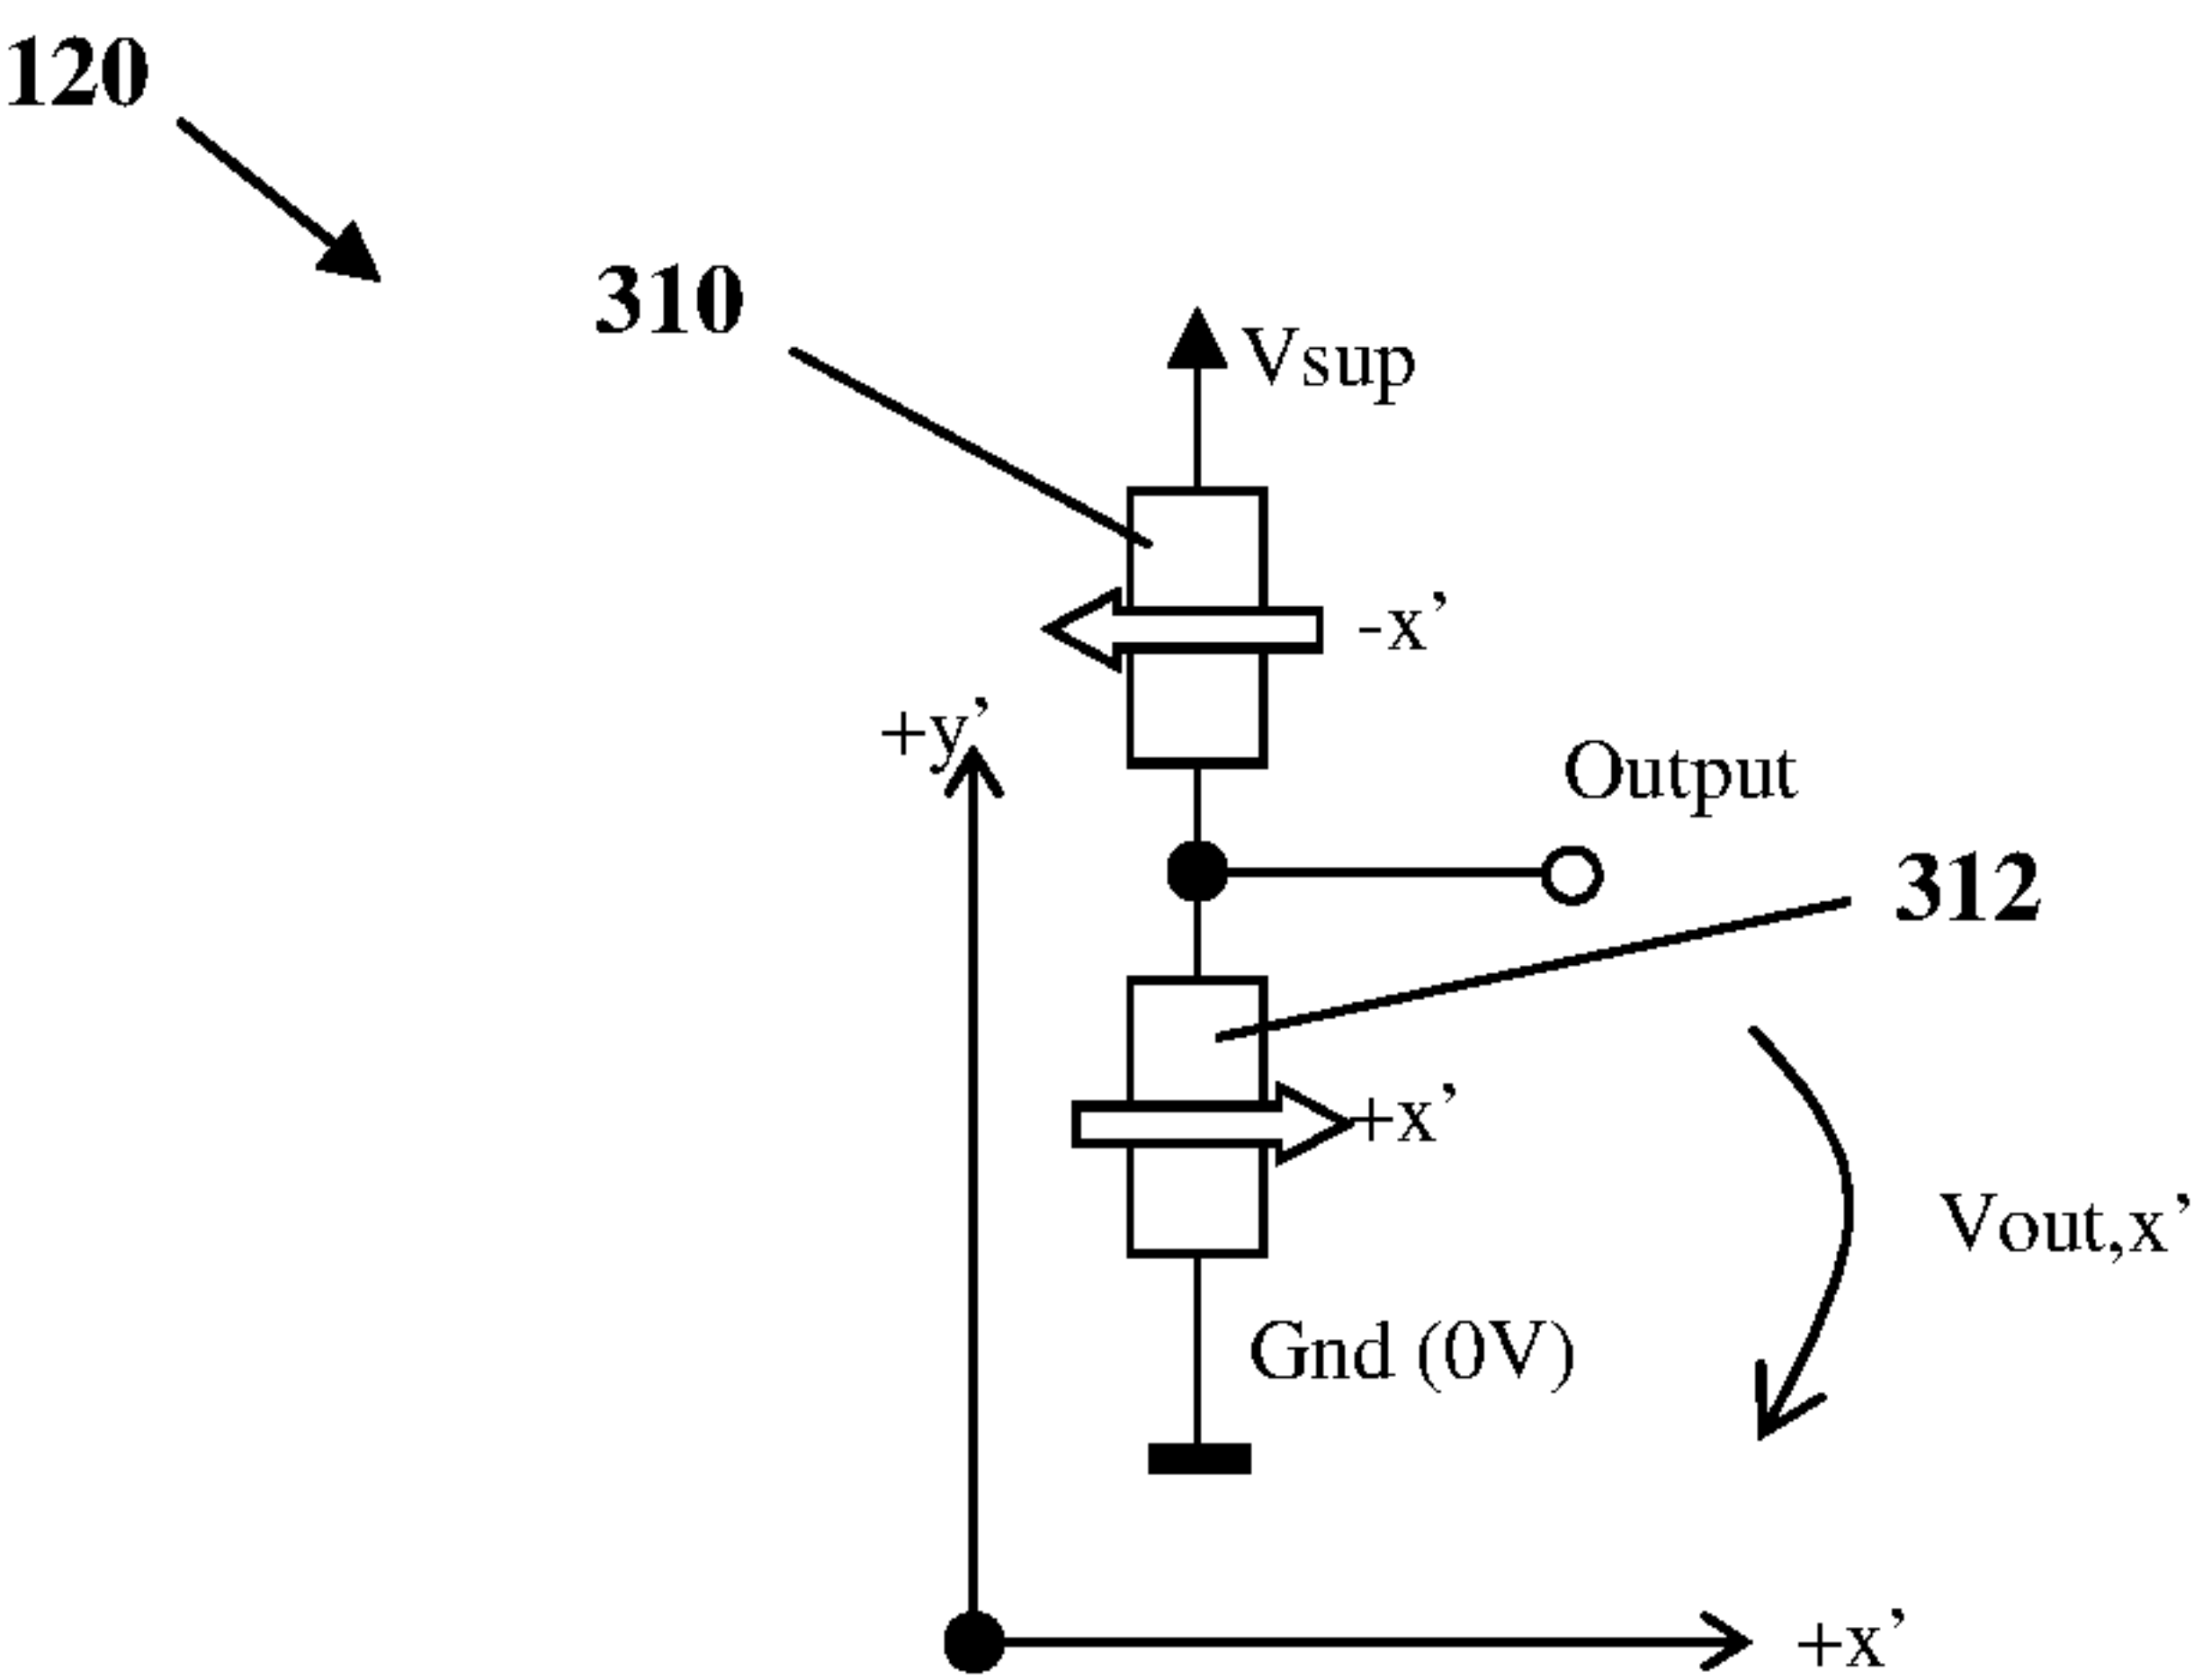 120
310
Vsup
-x’
+y’
Output
312
+x’
Vout,x’
Gnd (0V)
+x’